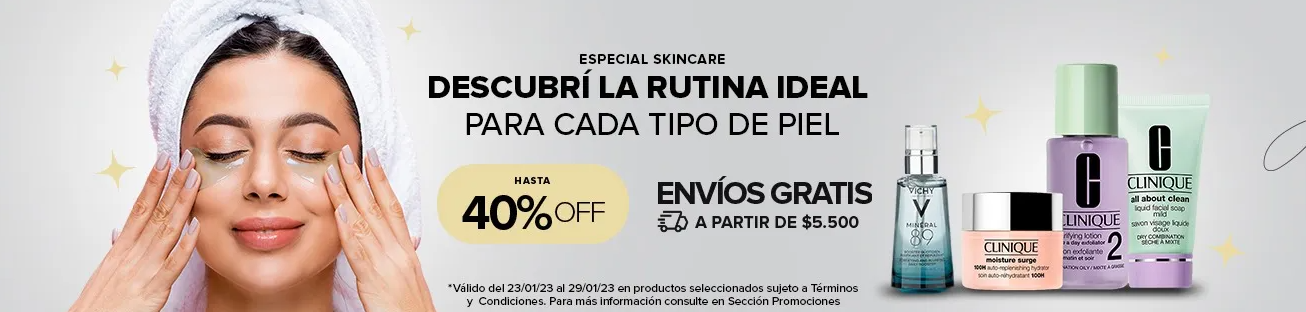 ESPECIAL SKINCARE
DESCUBRÍ LA RUTINA IDEAL
PARA CADA TIPO DE PIEL
HASTA
40%OFF
ENVÍOS GRATIS
A PARTIR DE $5.500
*Válido del 23/01/23 al 29/01/23 en productos seleccionados sujeto a Términos
y Condiciones. Para más información consulte en Sección Promociones
VICHY
MINERAL
89
CLINIQUE
moisture surge
100H auto-replenishing hydrator
soin auto-réhydratant 100H
CLINIQUE
2
C
CLINIQUE
all about clean
liquid facial soap
mild
savon visage liquide
doux
DRY COMBINATION
SÈCHE À MIXTE